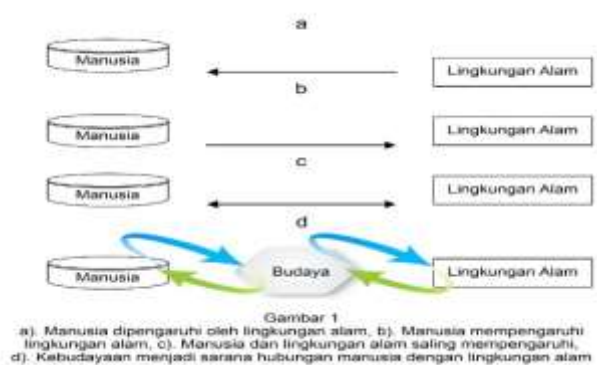 a
Manusia
Lingkungan Alam
b
Manusia
Lingkungan Alam
c
Manusia
Lingkungan Alam
d
Manusia
Budaya
Lingkungan Alam
Gambar 1
a). Manusia dipengaruhi oleh lingkungan alam, b). Manusia mempengaruhi
lingkungan alam, c). Manusia dan lingkungan alam saling mempengaruhi,
d). Kebudayaan menjadi sarana hubungan manusia dengan lingkungan alam